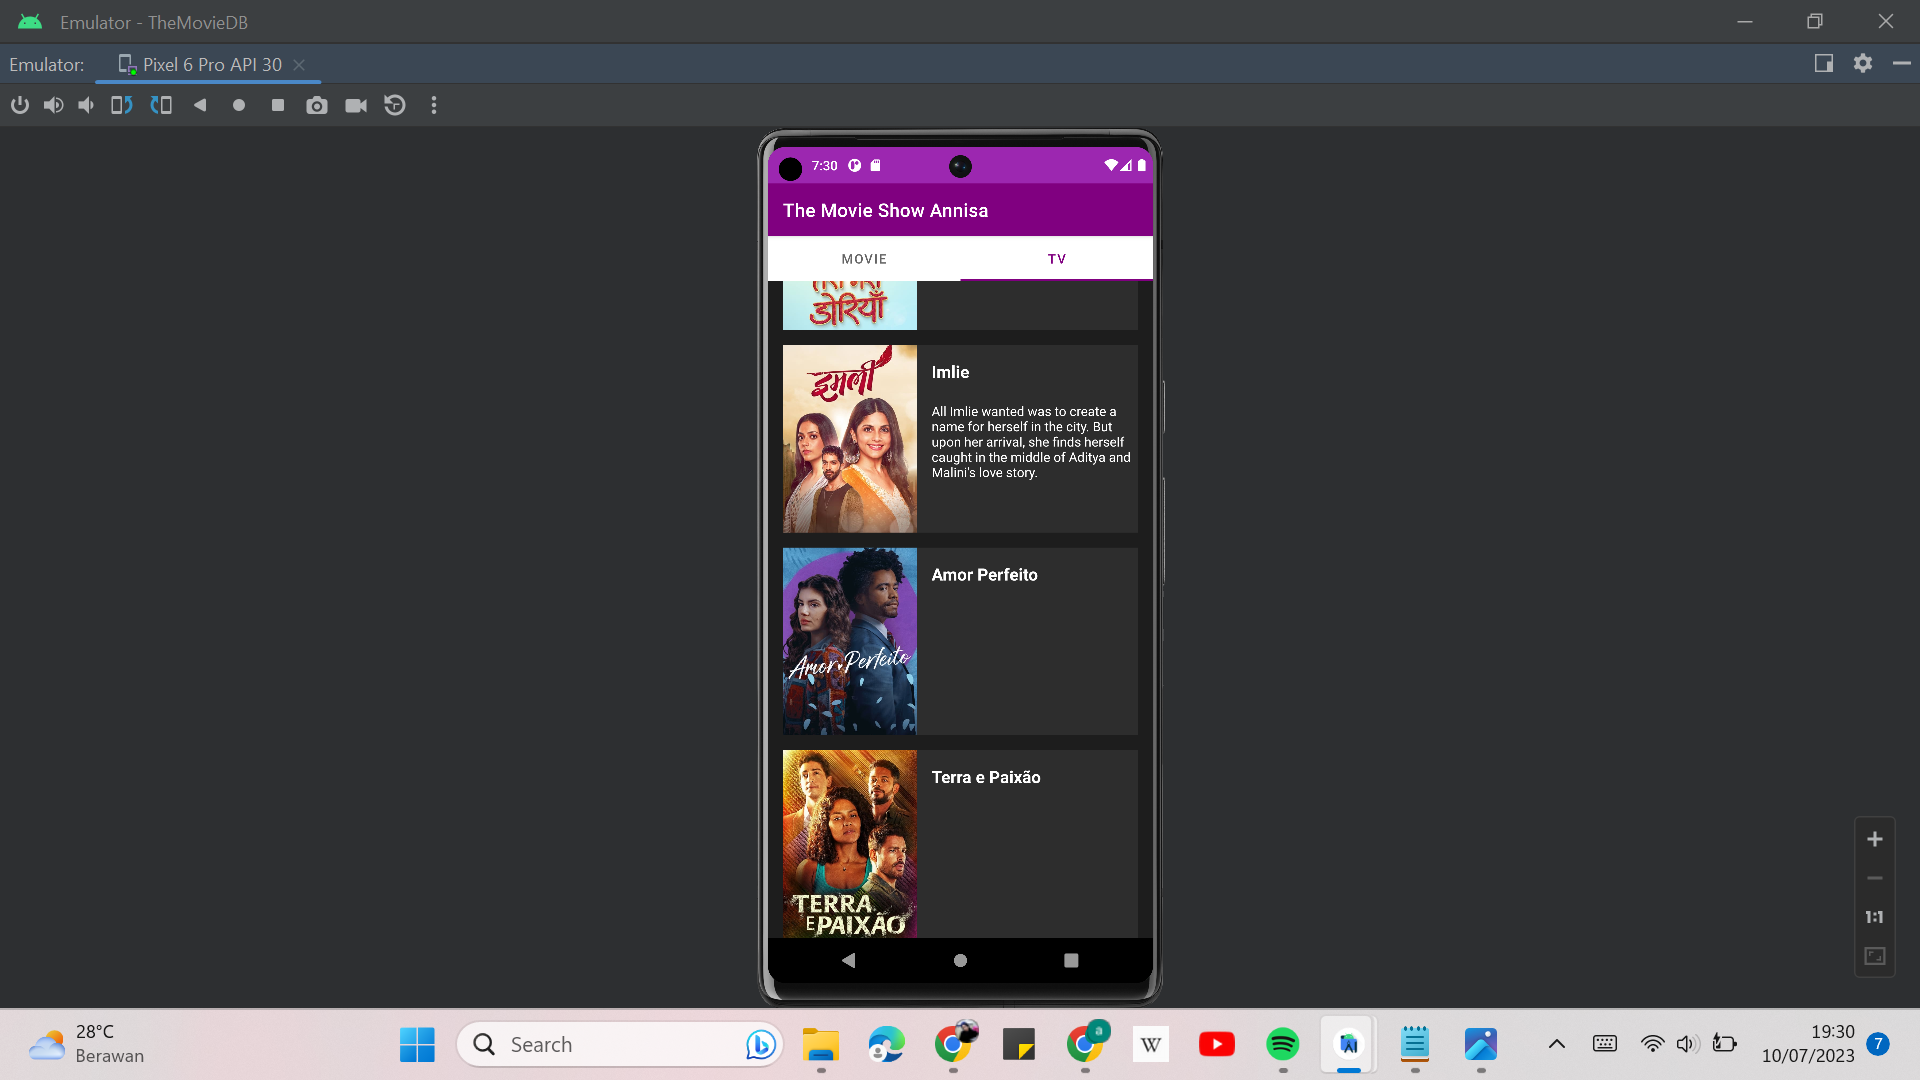 Emulator - TheMovieDB
Emulator:
Pixel 6 Pro API 30
7:30
The Movie Show Annisa
MOVIE
TV
डोरियाँ
इमली
Imlie
All Imlie wanted was to create a
name for herself in the city. But
upon her arrival, she finds herself
caught in the middle of Aditya and
Malini's love story.
Amor Perfeito
Amor Perfeito
Terra e Paixão
TERRA
E PAIXÃO
1:1
28°C
Berawan
Search
a
W
19:30
10/07/2023
7